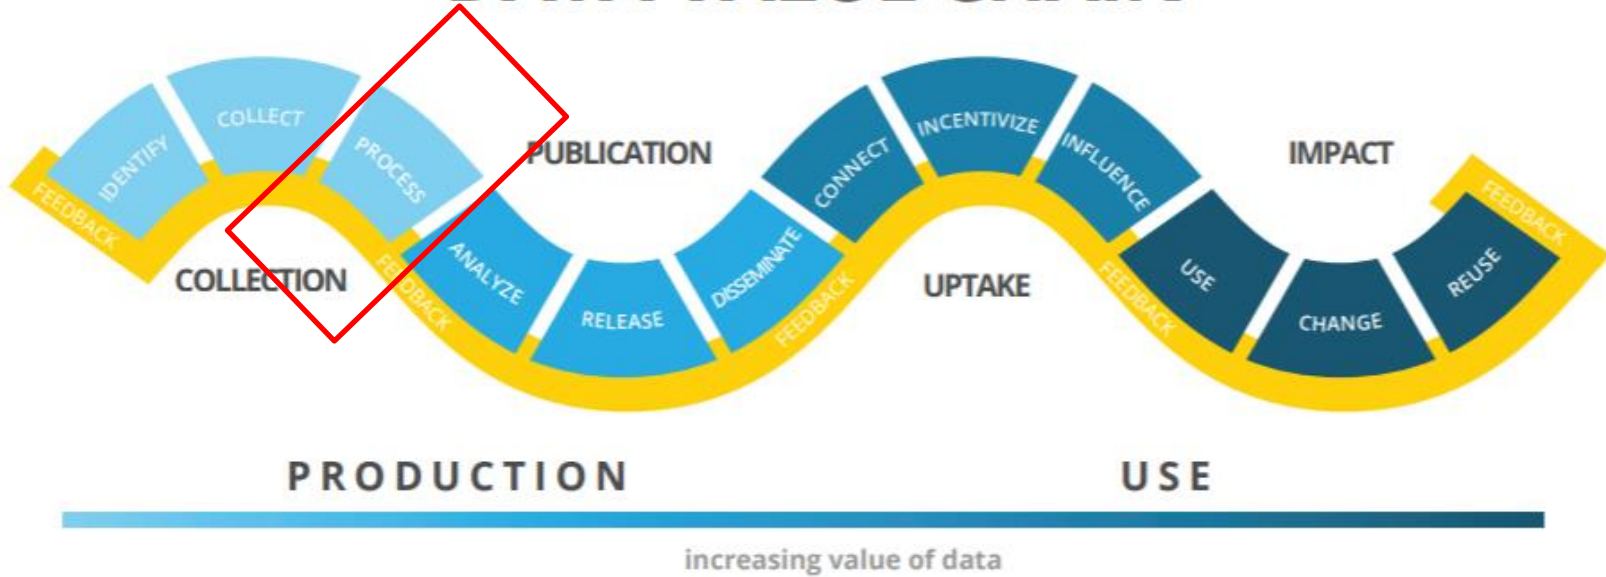 IDENTIFY
COLLECT
PROCESS
ANALYZE
RELEASE
DISSEMINATE
CONNECT
INCENTIVIZE
INFLUENCE
USE
CHANGE
REUSE
FEEDBACK
FEEDBACK
FEEDBACK
FEEDBACK
FEEDBACK
COLLECTION
PUBLICATION
UPTAKE
IMPACT
PRODUCTION
USE
increasing value of data